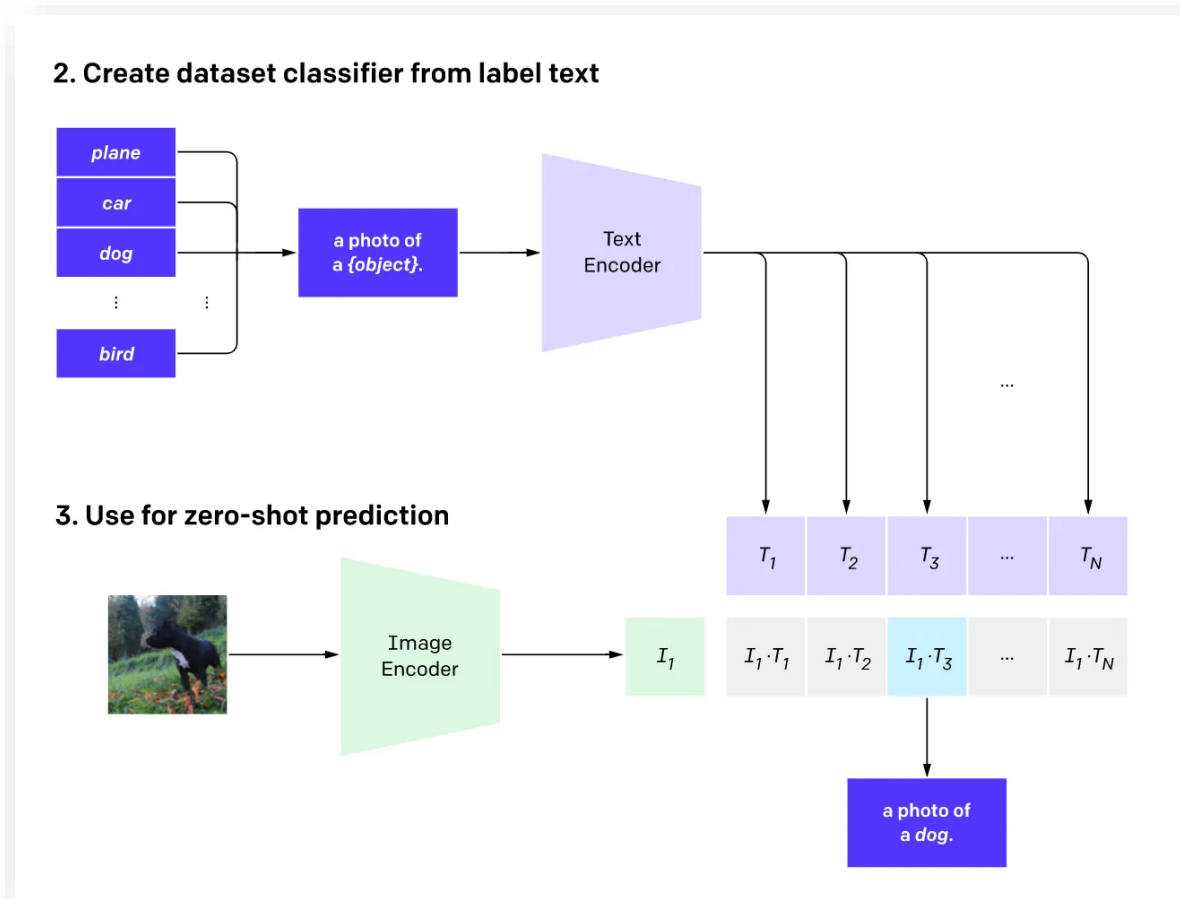 2. Create dataset classifier from label text
plane
car
dog
⋮ ⋮
bird
a photo of
a {object}.
Text
Encoder
...
3. Use for zero-shot prediction
Image
Encoder
I₁
T₁ T₂ T₃ ... T_N
I₁·T₁ I₁·T₂ I₁·T₃ ... I₁·T_N
a photo of
a dog.